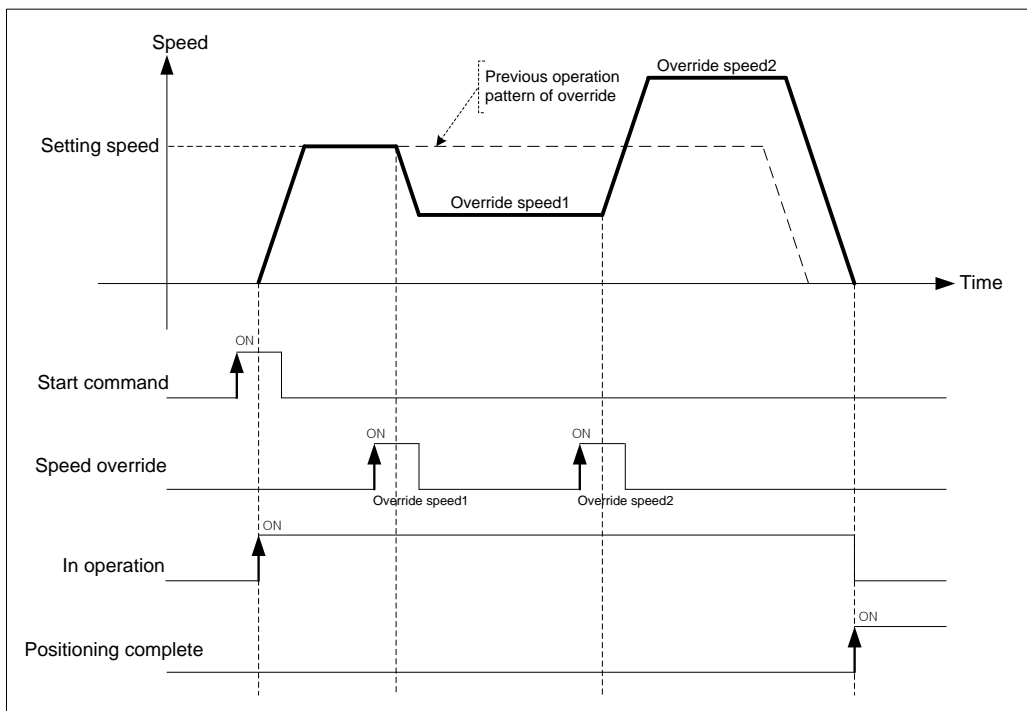 Speed
Override speed2
Previous operation
pattern of override
Setting speed
Override speed1
Time
ON
Start command
ON
ON
Speed override
Override speed1
Override speed2
ON
In operation
ON
Positioning complete